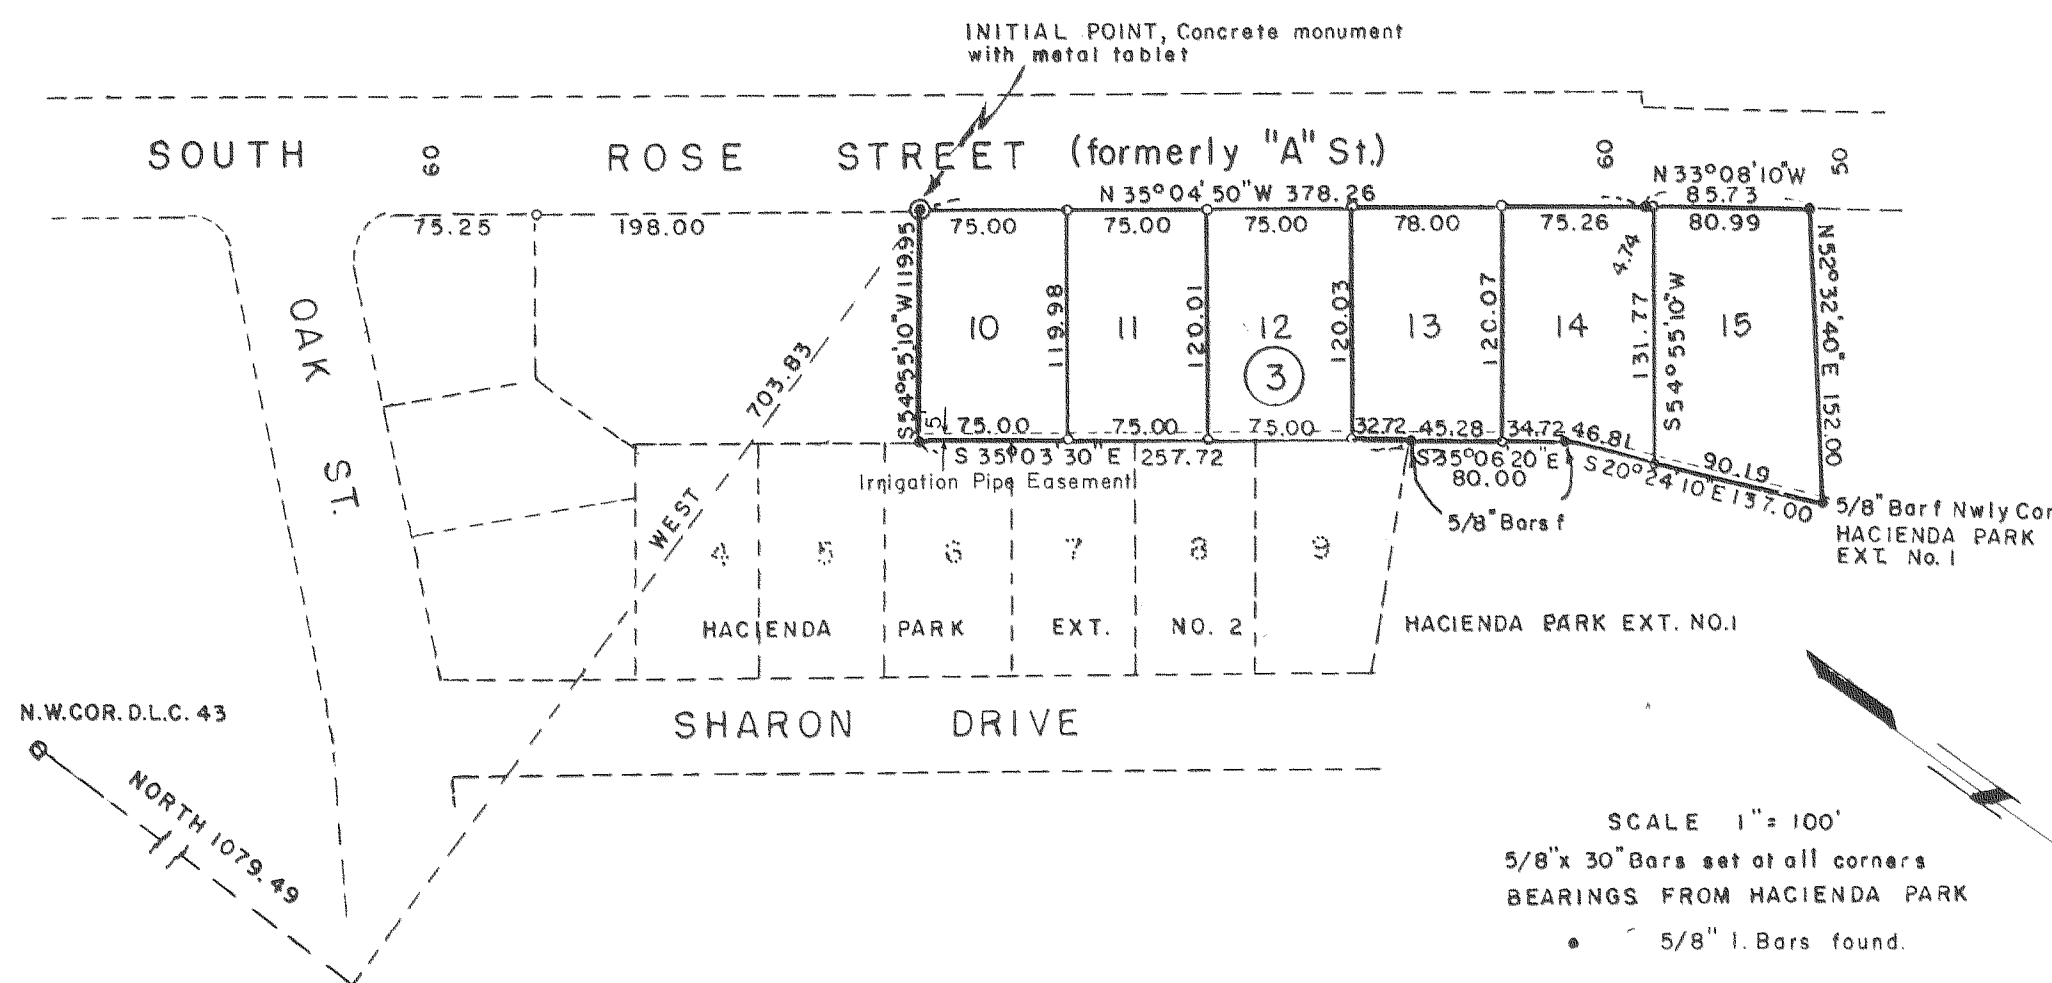 INITIAL POINT, Concrete monument
with metal tablet
SOUTH ROSE STREET (formerly "A" St.)
60
60
50
N 33°08'10"W
85.73
N 35°04'50"W 378.26
75.25
198.00
75.00
75.00
75.00
78.00
75.26
80.99
4.74
S 54°55'10"W 119.95
119.98
120.01
120.03
120.07
131.77
S 54°55'10"W
N 52°32'40"E 152.00
10
11
12
13
14
15
3
OAK ST.
703.83
WEST
5
75.00
75.00
75.00
32.72
45.28
34.72
46.81
90.19
S 35°03'30"E 257.72
S 35°06'20"E
80.00
S 20°24'10"E 137.00
Irrigation Pipe Easement
5/8" Bars f
5/8" Bar f Nwly Cor
HACIENDA PARK
EXT. No. 1
4
5
6
7
8
9
HACIENDA PARK EXT. NO. 2
HACIENDA PARK EXT. NO. 1
SHARON DRIVE
N.W. COR. D.L.C. 43
NORTH 1079.49
SCALE 1" = 100'
5/8" x 30" Bars set at all corners
BEARINGS FROM HACIENDA PARK
5/8" I. Bars found.